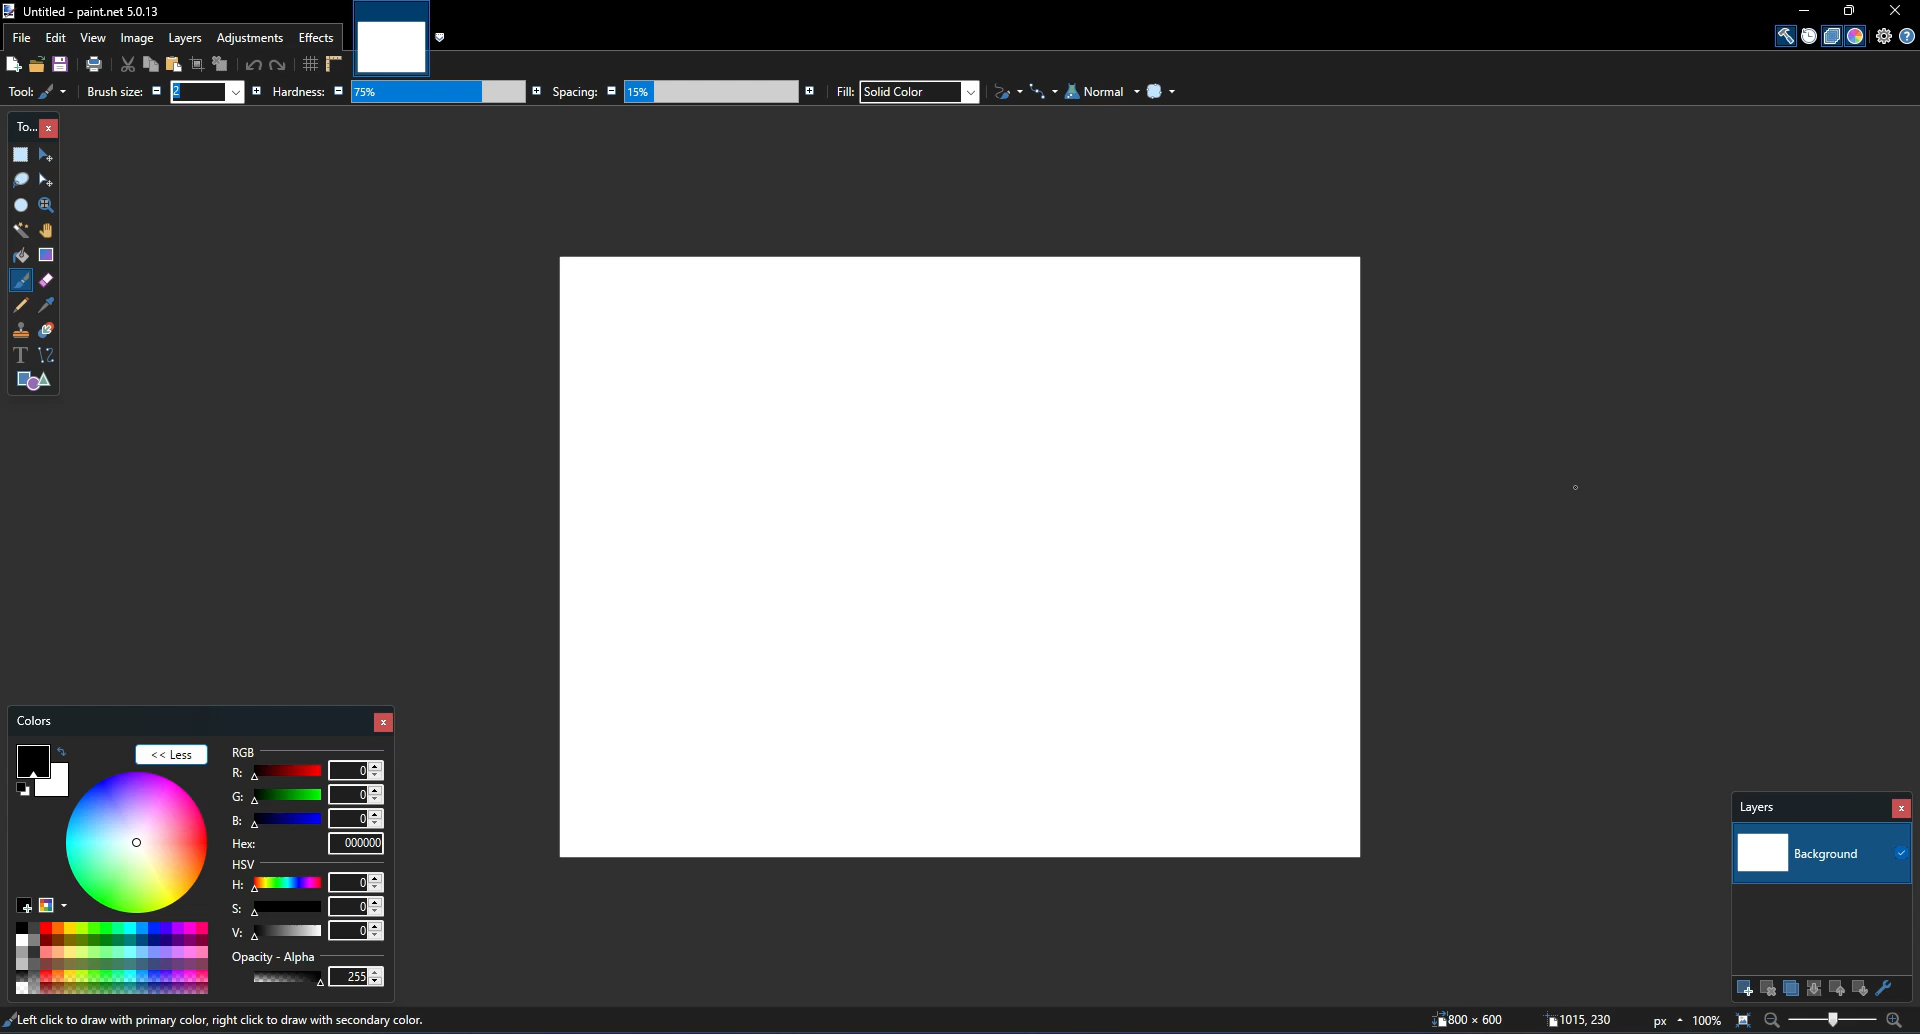 Untitled - paint.net 5.0.13
File Edit View Image Layers Adjustments Effects
Tool: Brush size: 2 Hardness: 75% Spacing: 15% Fill: Solid Color Normal
To...
Colors
<< Less
RGB
R: 0
G: 0
B: 0
Hex: 000000
HSV
H: 0
S: 0
V: 0
Opacity - Alpha
255
Layers
Background
Left click to draw with primary color, right click to draw with secondary color.
800 × 600 1015, 230 px 100%